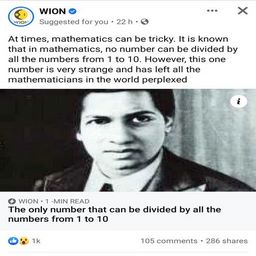 WION
Suggested for you · 22 h ·
At times, mathematics can be tricky. It is known
that in mathematics, no number can be divided by
all the numbers from 1 to 10. However, this one
number is very strange and has left all the
mathematicians in the world perplexed
i
WION • 1 -MIN READ
The only number that can be divided by all the
numbers from 1 to 10
1k
105 comments • 286 shares